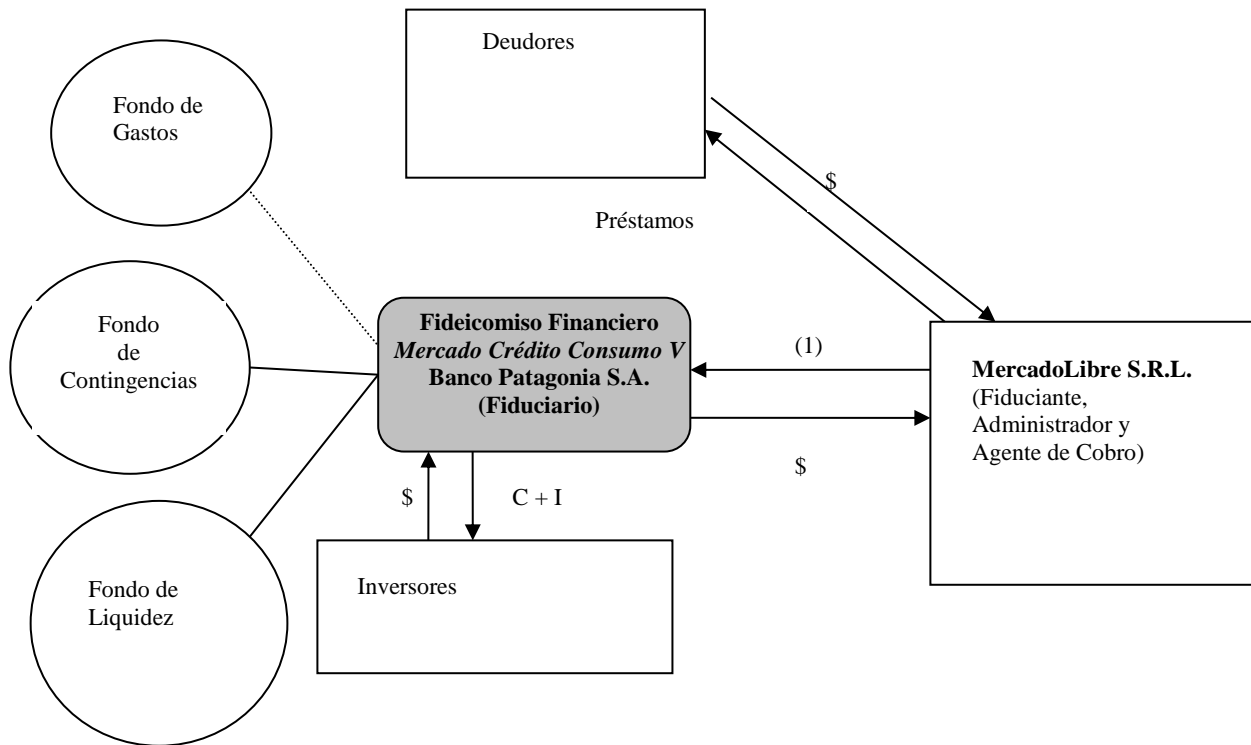 Deudores
Fondo de
Gastos
$
Préstamos
Fondo
de
Contingencias
Fideicomiso Financiero
Mercado Crédito Consumo V
Banco Patagonia S.A.
(Fiduciario)
(1)
$
MercadoLibre S.R.L.
(Fiduciante,
Administrador y
Agente de Cobro)
$
C + I
Inversores
Fondo de
Liquidez